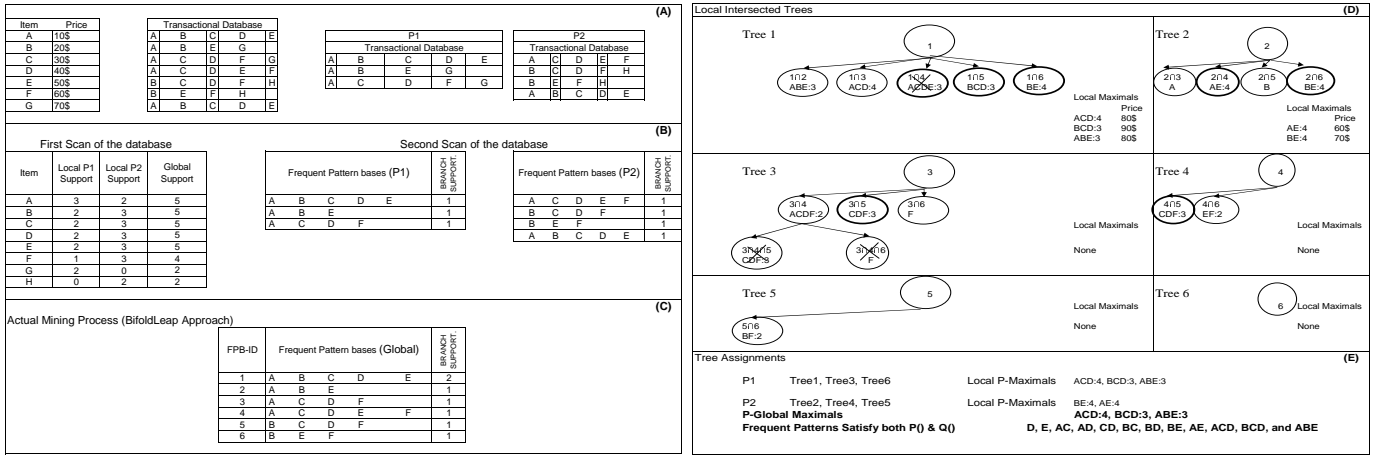 (A)
Item Price
A 10$
B 20$
C 30$
D 40$
E 50$
F 60$
G 70$
Transactional Database
A B C D E
A B E G
A C D F G
A C D E F
B C D F H
B E F H
A B C D E
P1
Transactional Database
A B C D E
A B E G
A C D F G
P2
Transactional Database
A C D E F
B C D F H
B E F H
A B C D E
(B)
First Scan of the database
Item Local P1 Support Local P2 Support Global Support
A 3 2 5
B 2 3 5
C 2 3 5
D 2 3 5
E 2 3 5
F 1 3 4
G 2 0 2
H 0 2 2
Second Scan of the database
Frequent Pattern bases (P1) BRANCH SUPPORT.
A B C D E 1
A B E 1
A C D F 1
Frequent Pattern bases (P2) BRANCH SUPPORT.
A C D E F 1
B C D F 1
B E F 1
A B C D E 1
(C)
Actual Mining Process (BifoldLeap Approach)
FPB-ID Frequent Pattern bases (Global) BRANCH SUPPORT.
1 A B C D E 2
2 A B E 1
3 A C D F 1
4 A C D E F 1
5 B C D F 1
6 B E F 1
Local Intersected Trees (D)
Tree 1
1
1∩2
ABE:3
1∩3
ACD:4
1∩4
ACDE:3
1∩5
BCD:3
1∩6
BE:4
Local Maximals
Price
ACD:4 80$
BCD:3 90$
ABE:3 80$
Tree 2
2
2∩3
A
2∩4
AE:4
2∩5
B
2∩6
BE:4
Local Maximals
Price
AE:4 60$
BE:4 70$
Tree 3
3
3∩4
ACDF:2
3∩5
CDF:3
3∩6
F
3∩4∩5
CDF:3
3∩4∩6
F
Local Maximals
None
Tree 4
4
4∩5
CDF:3
4∩6
EF:2
Local Maximals
None
Tree 5
5
5∩6
BF:2
Local Maximals
None
Tree 6
6
Local Maximals
None
Tree Assignments (E)
P1 Tree1, Tree3, Tree6 Local P-Maximals ACD:4, BCD:3, ABE:3
P2 Tree2, Tree4, Tree5 Local P-Maximals BE:4, AE:4
P-Global Maximals ACD:4, BCD:3, ABE:3
Frequent Patterns Satisfy both P() & Q() D, E, AC, AD, CD, BC, BD, BE, AE, ACD, BCD, and ABE